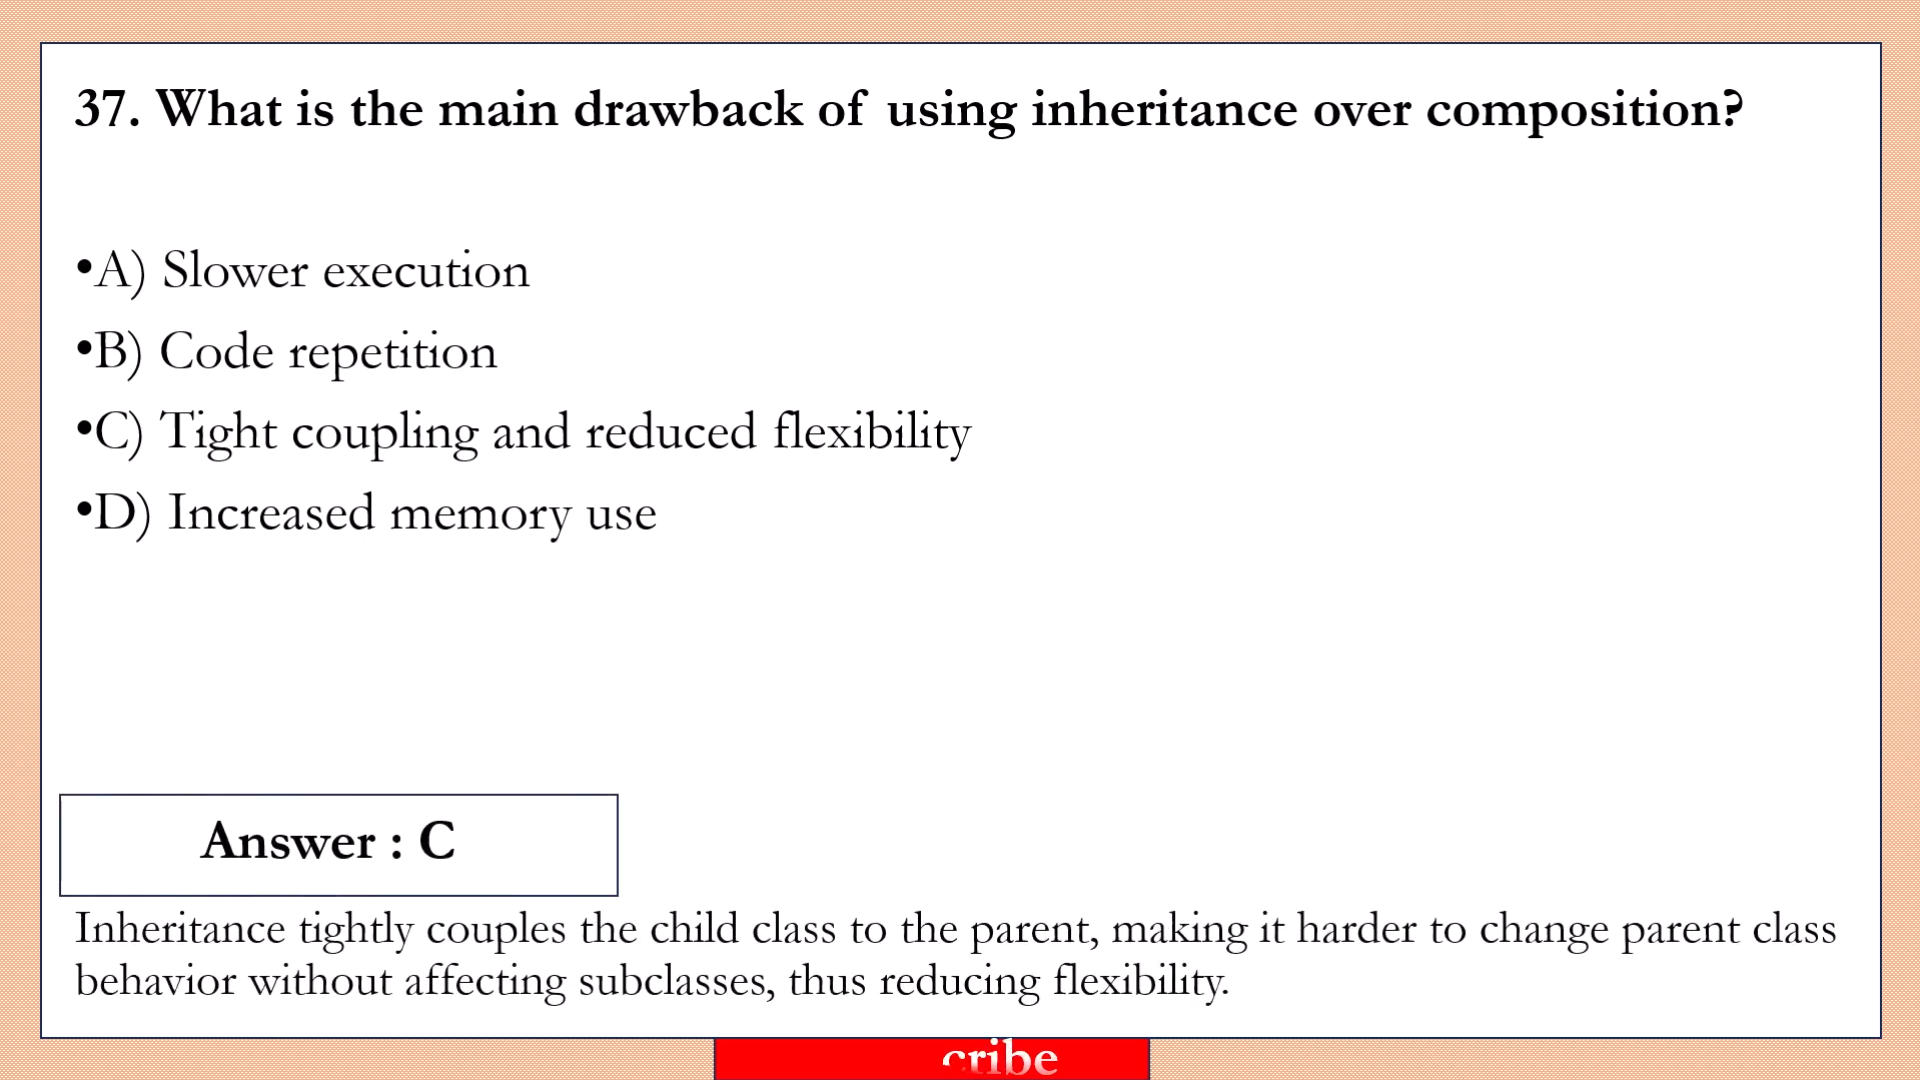 37. What is the main drawback of using inheritance over composition?
•A) Slower execution
•B) Code repetition
•C) Tight coupling and reduced flexibility
•D) Increased memory use
Answer : C
Inheritance tightly couples the child class to the parent, making it harder to change parent class
behavior without affecting subclasses, thus reducing flexibility.
cribe